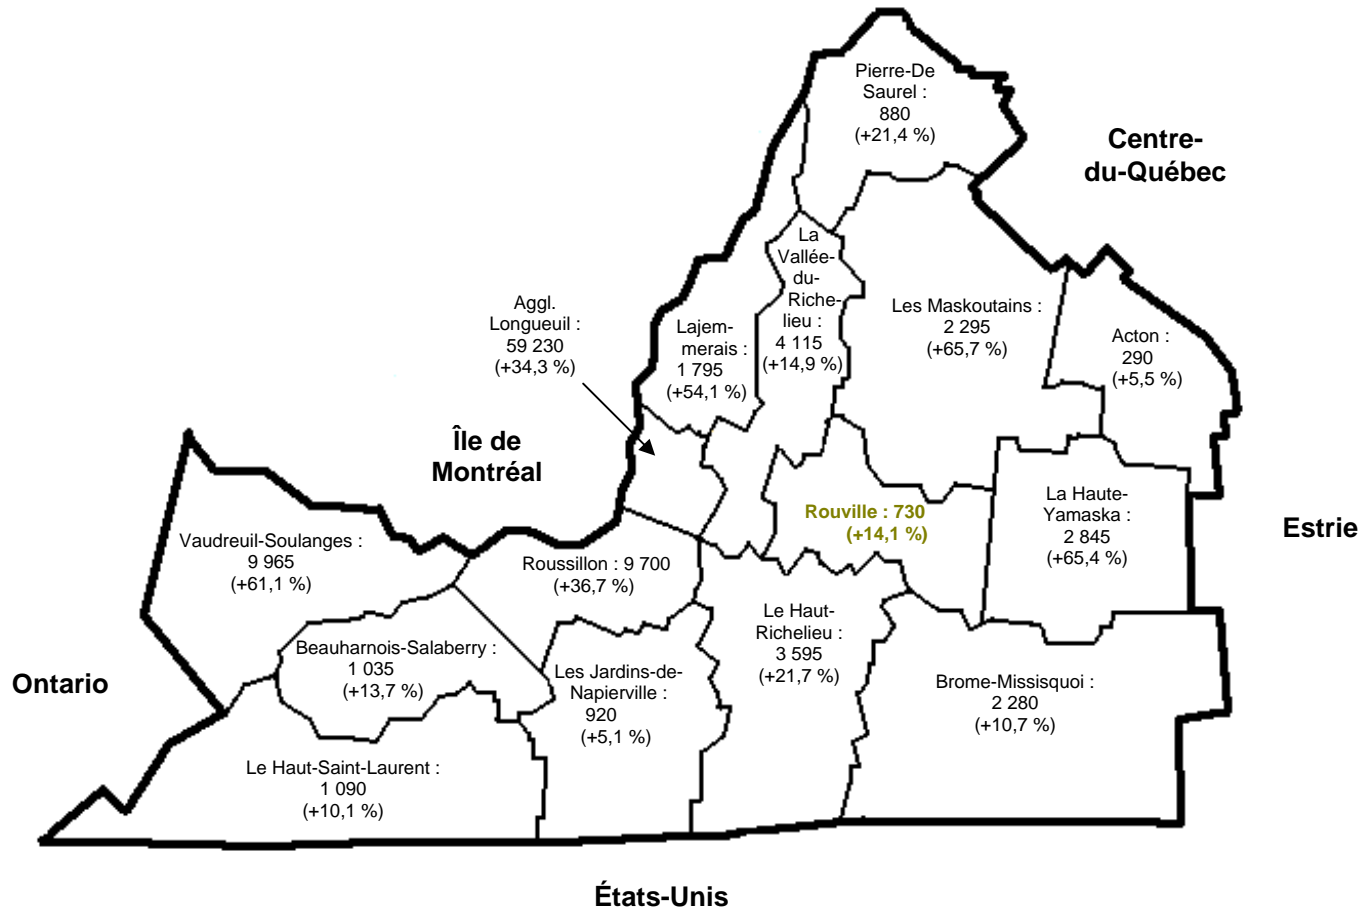 Pierre-De
Saurel :
880
(+21,4 %)
Centre-
du-Québec
La
Vallée-
du-
Riche-
lieu :
4 115
(+14,9 %)
Les Maskoutains :
2 295
(+65,7 %)
Acton :
290
(+5,5 %)
Aggl.
Longueuil :
59 230
(+34,3 %)
Lajem-
merais :
1 795
(+54,1 %)
Île de
Montréal
Rouville : 730
(+14,1 %)
La Haute-
Yamaska :
2 845
(+65,4 %)
Estrie
Vaudreuil-Soulanges :
9 965
(+61,1 %)
Roussillon : 9 700
(+36,7 %)
Le Haut-
Richelieu :
3 595
(+21,7 %)
Beauharnois-Salaberry :
1 035
(+13,7 %)
Les Jardins-de-
Napierville :
920
(+5,1 %)
Brome-Missisquoi :
2 280
(+10,7 %)
Ontario
Le Haut-Saint-Laurent :
1 090
(+10,1 %)
États-Unis